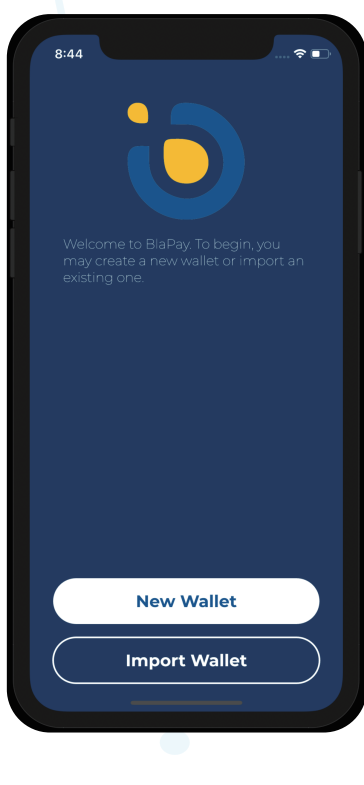 8:44
Welcome to BlaPay. To begin, you
may create a new wallet or import an
existing one.
New Wallet
Import Wallet